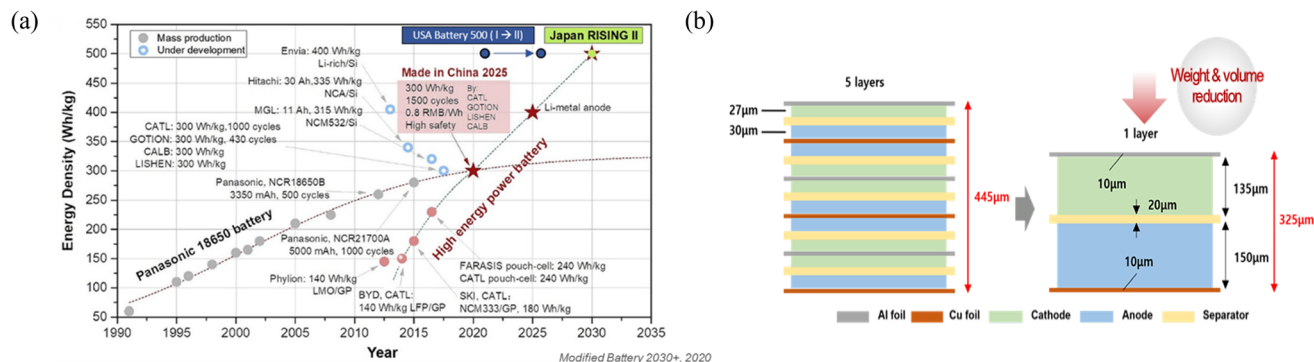 (a)
Energy Density (Wh/kg)
550
500
450
400
350
300
250
200
150
100
50
1990
1995
2000
2005
2010
2015
2020
2025
2030
2035
Year
Modified Battery 2030+, 2020
Mass production
Under development
USA Battery 500 (I → II)
Japan RISING II
Envia: 400 Wh/kg
Li-rich/Si
Hitachi: 30 Ah,335 Wh/kg
NCA/Si
MGL: 11 Ah, 315 Wh/kg
NCM532/Si
CATL: 300 Wh/kg,1000 cycles
GOTION: 300 Wh/kg, 430 cycles
CALB: 300 Wh/kg
LISHEN: 300 Wh/kg
Made in China 2025
300 Wh/kg
1500 cycles
0.8 RMB/Wh
High safety
By:
CATL
GOTION
LISHEN
CALB
Li-metal anode
Panasonic, NCR18650B
3350 mAh, 500 cycles
Panasonic 18650 battery
High energy power battery
Panasonic, NCR21700A
5000 mAh, 1000 cycles
Phylion: 140 Wh/kg
LMO/GP
BYD, CATL:
140 Wh/kg LFP/GP
FARASIS pouch-cell: 240 Wh/kg
CATL pouch-cell: 240 Wh/kg
SKI, CATL:
NCM333/GP, 180 Wh/kg
(b)
5 layers
27μm
30μm
445μm
Weight & volume
reduction
1 layer
10μm
20μm
10μm
135μm
150μm
325μm
Al foil
Cu foil
Cathode
Anode
Separator